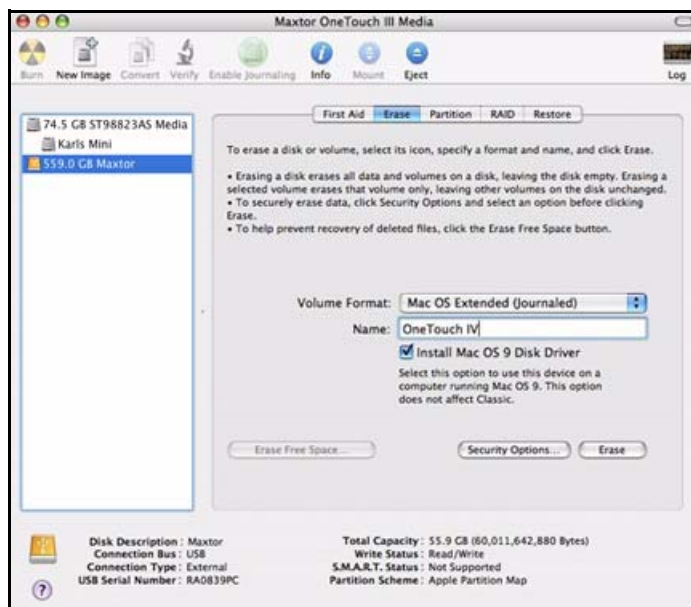 Maxtor OneTouch III Media
Burn New Image Convert Verify Enable Journaling Info Mount Eject Log
First Aid Erase Partition RAID Restore
74.5 GB ST98823AS Media
Karls Mini
559.0 GB Maxtor
To erase a disk or volume, select its icon, specify a format and name, and click Erase.
• Erasing a disk erases all data and volumes on a disk, leaving the disk empty. Erasing a
selected volume erases that volume only, leaving other volumes on the disk unchanged.
• To securely erase data, click Security Options and select an option before clicking
Erase.
• To help prevent recovery of deleted files, click the Erase Free Space button.
Volume Format: Mac OS Extended (Journaled)
Name: OneTouch IV
Install Mac OS 9 Disk Driver
Select this option to use this device on a
computer running Mac OS 9. This option
does not affect Classic.
Erase Free Space... Security Options... Erase
Disk Description : Maxtor
Connection Bus : USB
Connection Type : External
USB Serial Number : RA0839PC
Total Capacity : 55.9 GB (60,011,642,880 Bytes)
Write Status : Read/Write
S.M.A.R.T. Status : Not Supported
Partition Scheme : Apple Partition Map
?